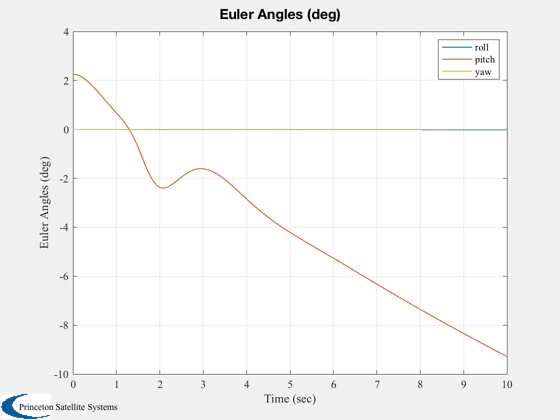 Euler Angles (deg)
4
roll
pitch
yaw
2
0
-2
-4
-6
-8
-10
Euler Angles (deg)
0 1 2 3 4 5 6 7 8 9 10
Time (sec)
Princeton Satellite Systems